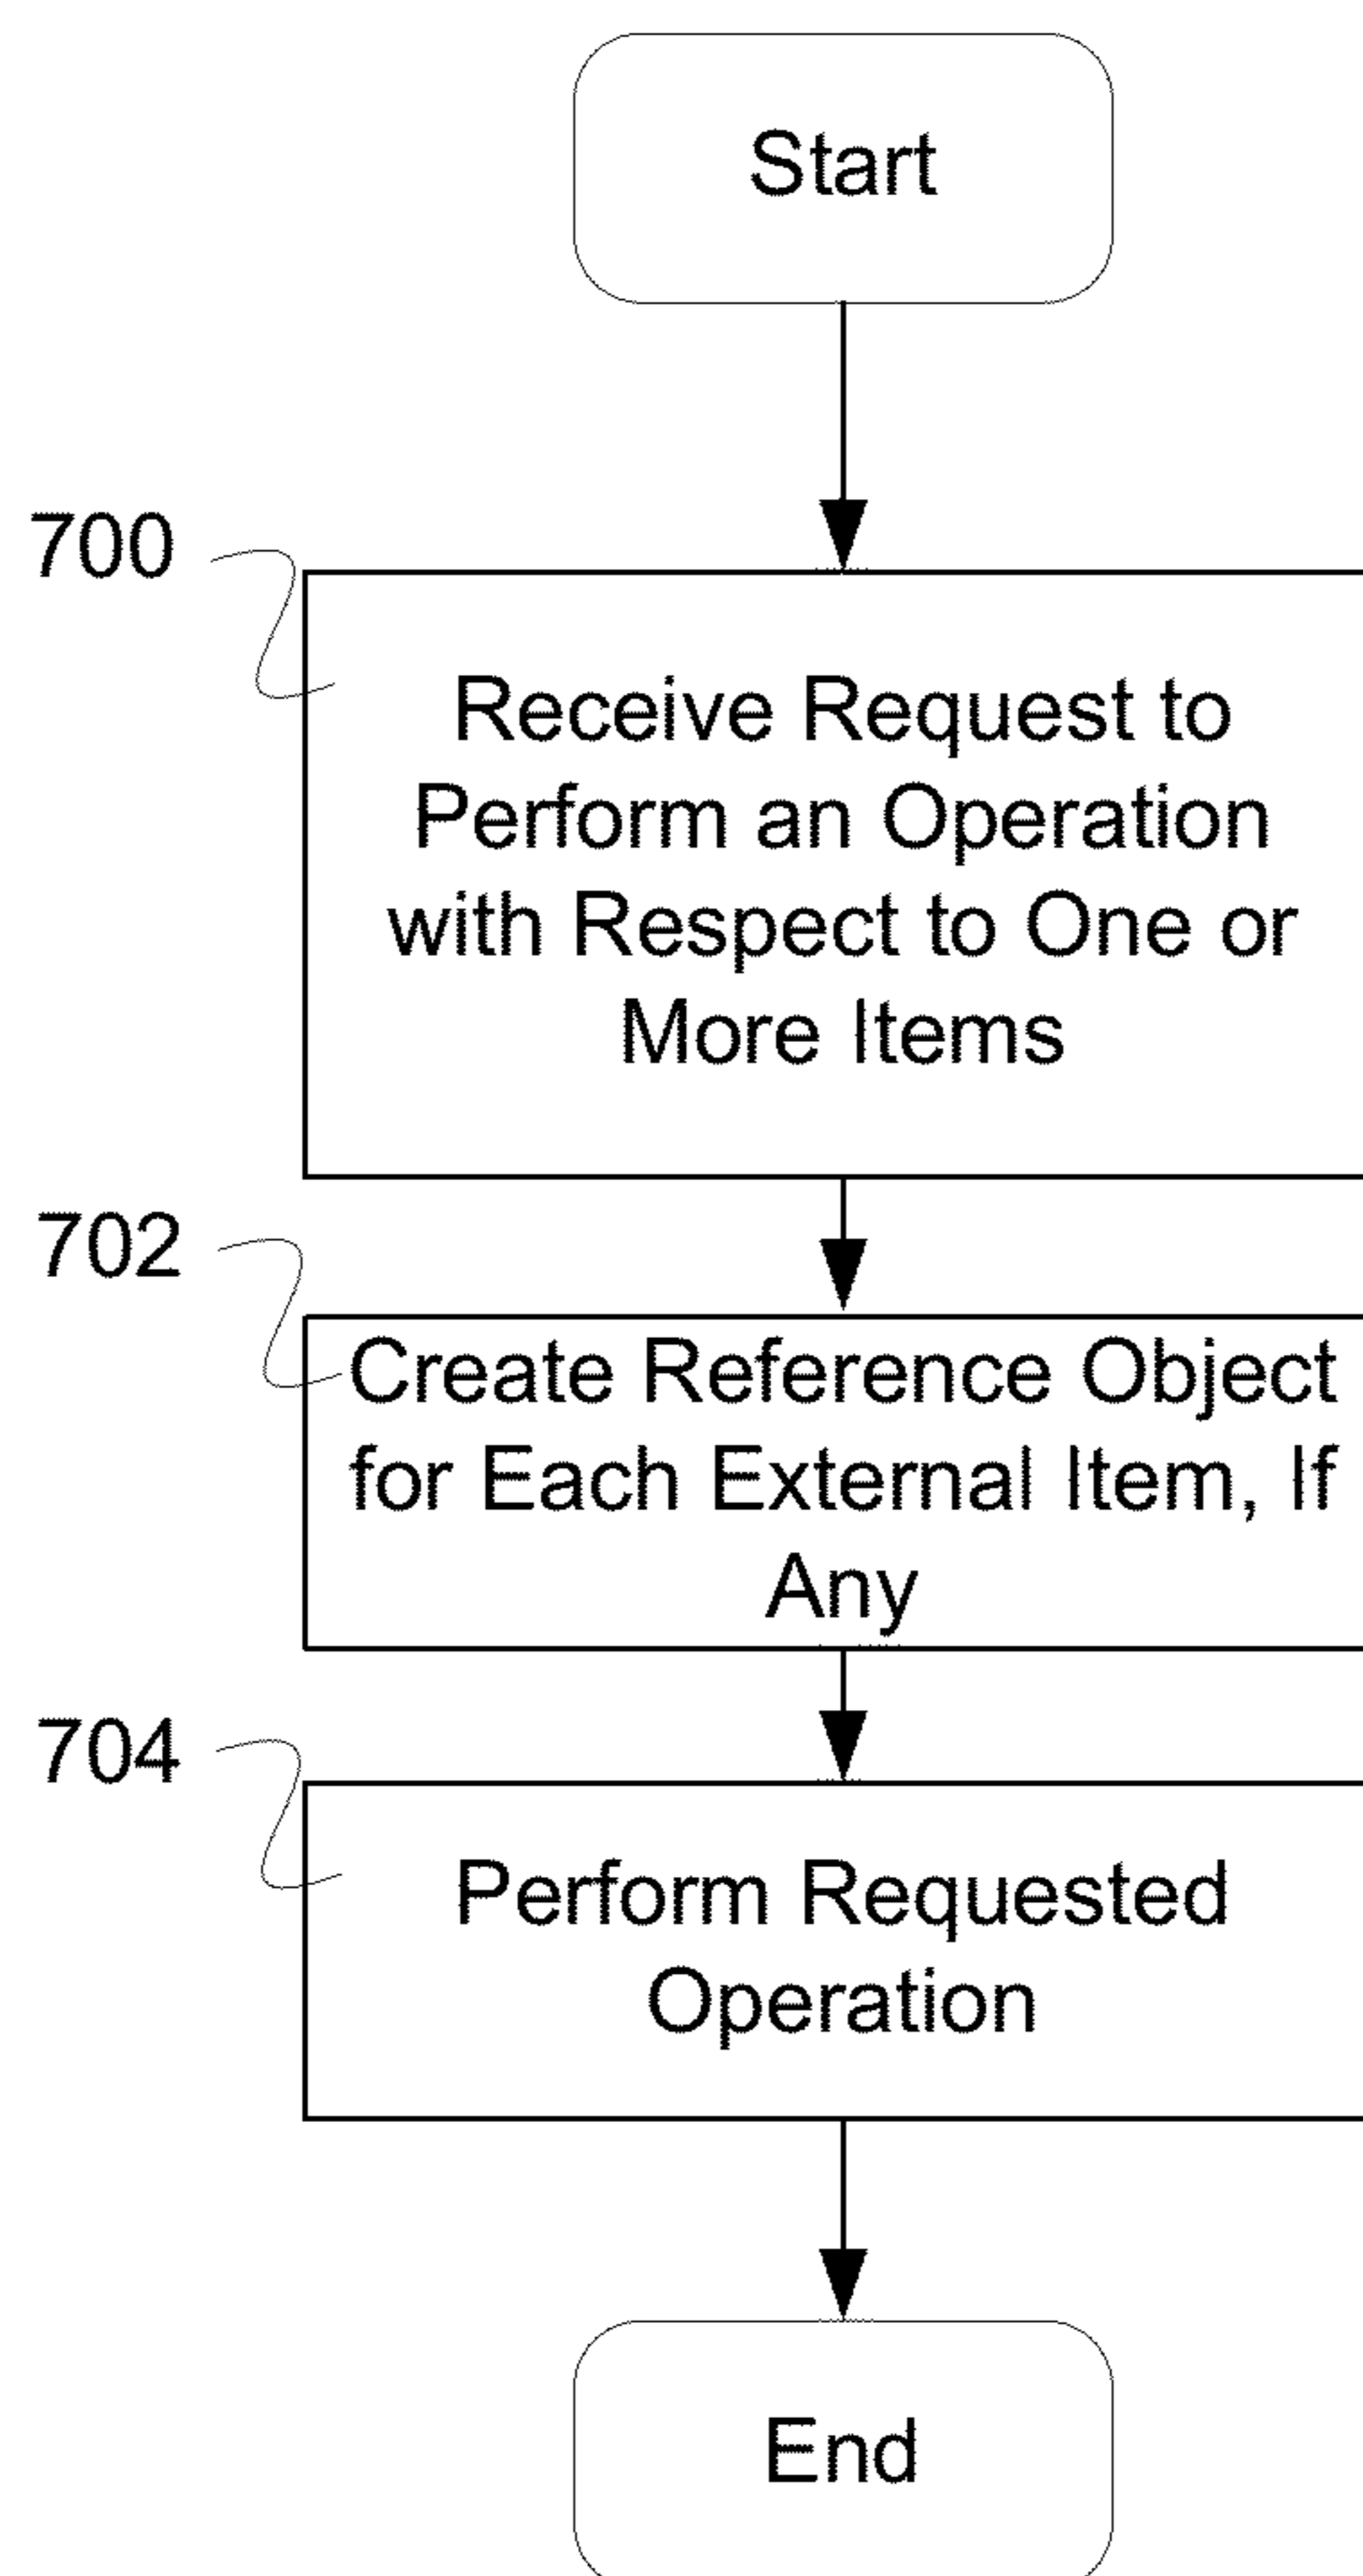 Start
700
Receive Request to
Perform an Operation
with Respect to One or
More Items
702
Create Reference Object
for Each External Item, If
Any
704
Perform Requested
Operation
End